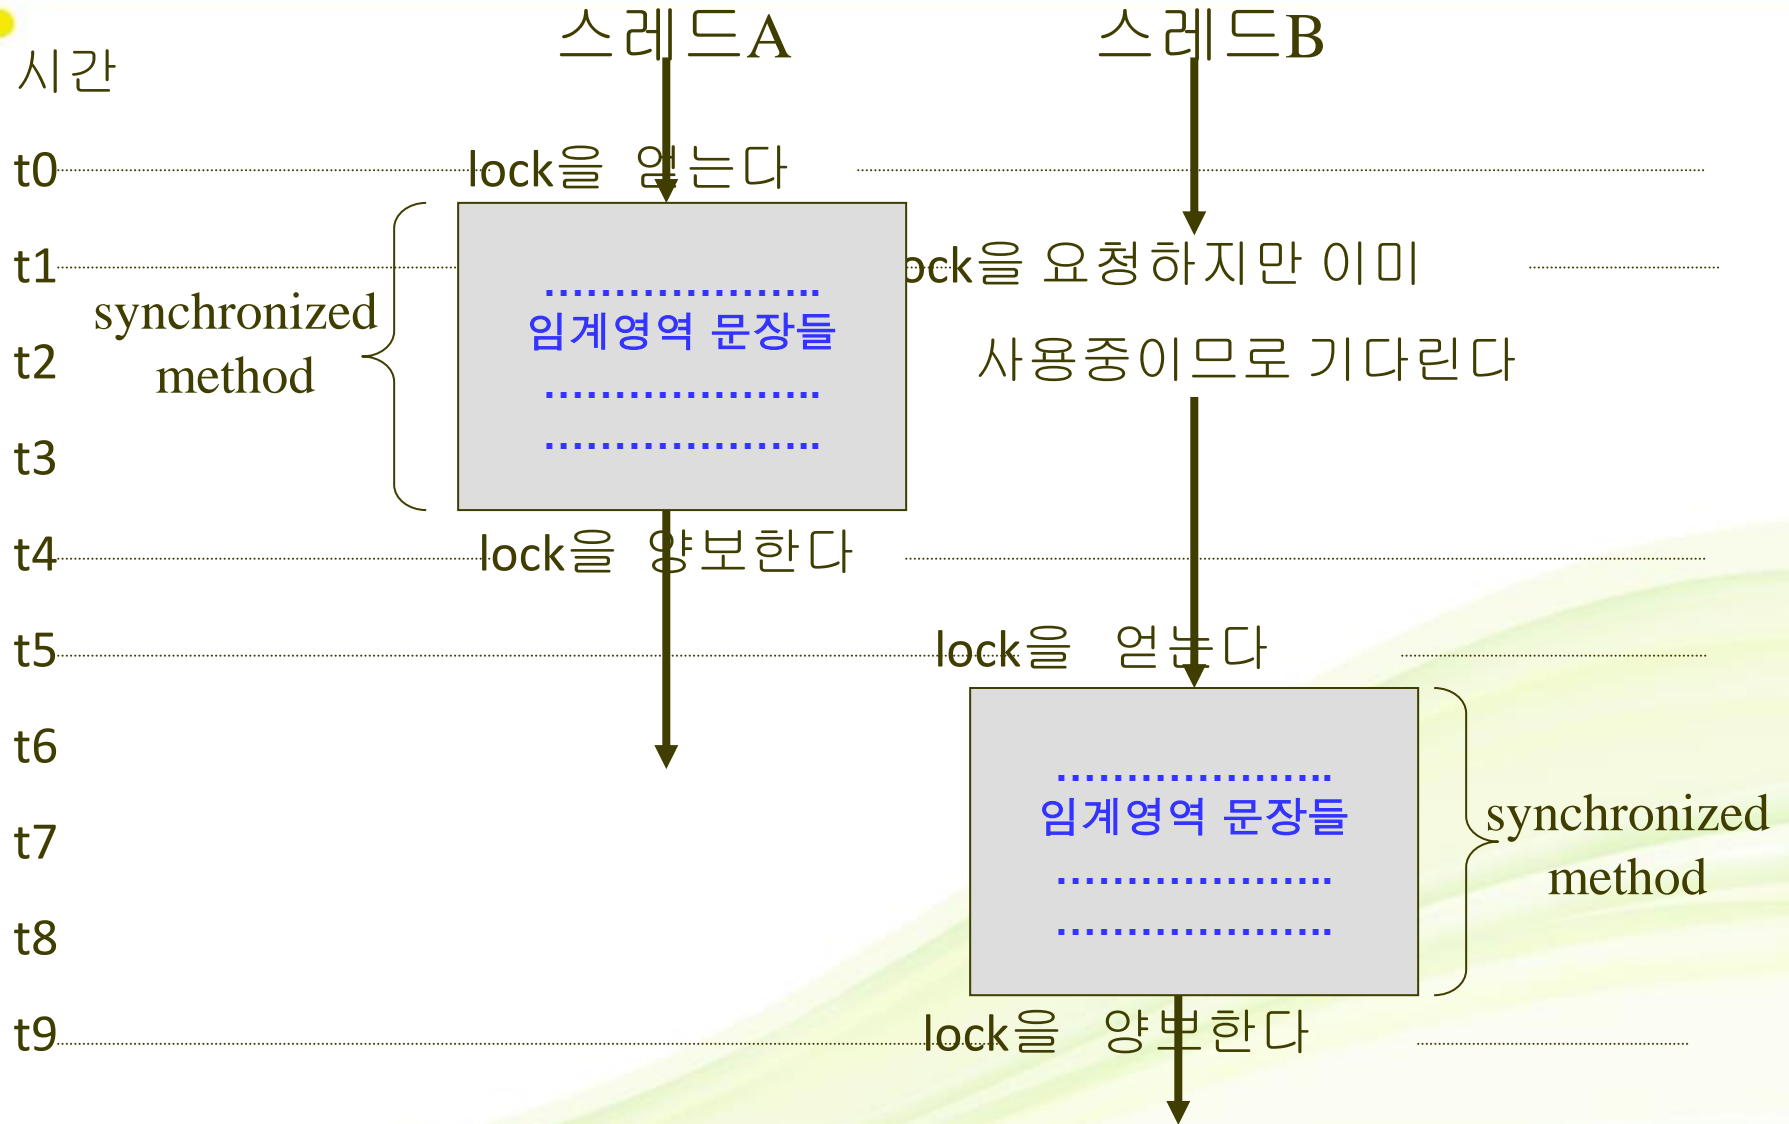 스레드A
스레드B
시간
t0
lock을 얻는다
t1
ock을 요청하지만 이미
synchronized
method
t2
사용중이므로 기다린다
....................
임계영역 문장들
....................
....................
t3
t4
lock을 양보한다
t5
lock을 얻는다
t6
....................
임계영역 문장들
....................
....................
t7
synchronized
method
t8
t9
lock을 양보한다